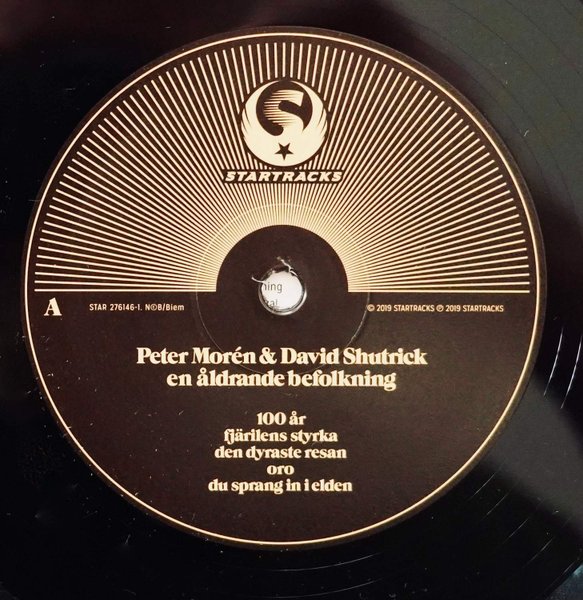 STARTRACKS
ning
A
STAR 276146-1. NⒸB/Biem
© 2019 STARTRACKS ℗ 2019 STARTRACKS
Peter Morén & David Shutrick
en åldrande befolkning
100 år
fjärilens styrka
den dyraste resan
oro
du sprang in i elden